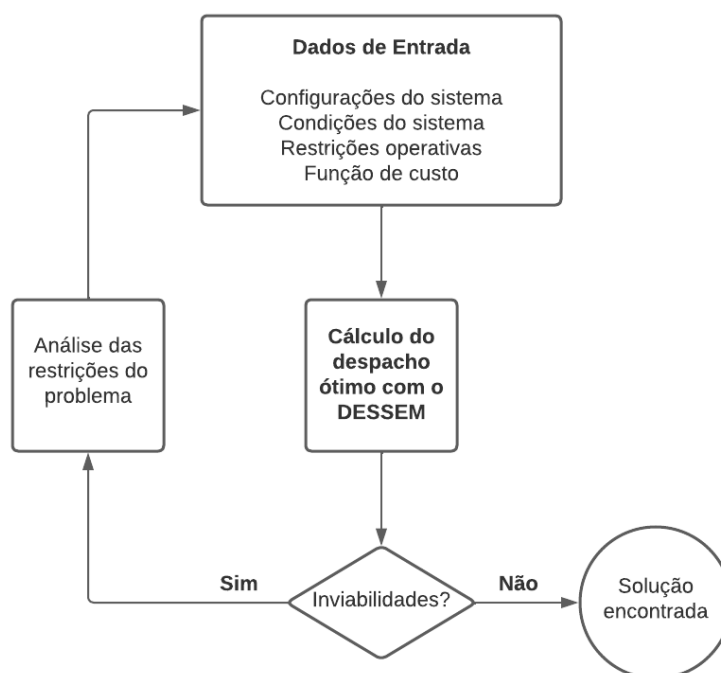 Dados de Entrada
Configurações do sistema
Condições do sistema
Restrições operativas
Função de custo
Análise das
restrições do
problema
Cálculo do
despacho
ótimo com o
DESSEM
Sim
Inviabilidades?
Não
Solução
encontrada